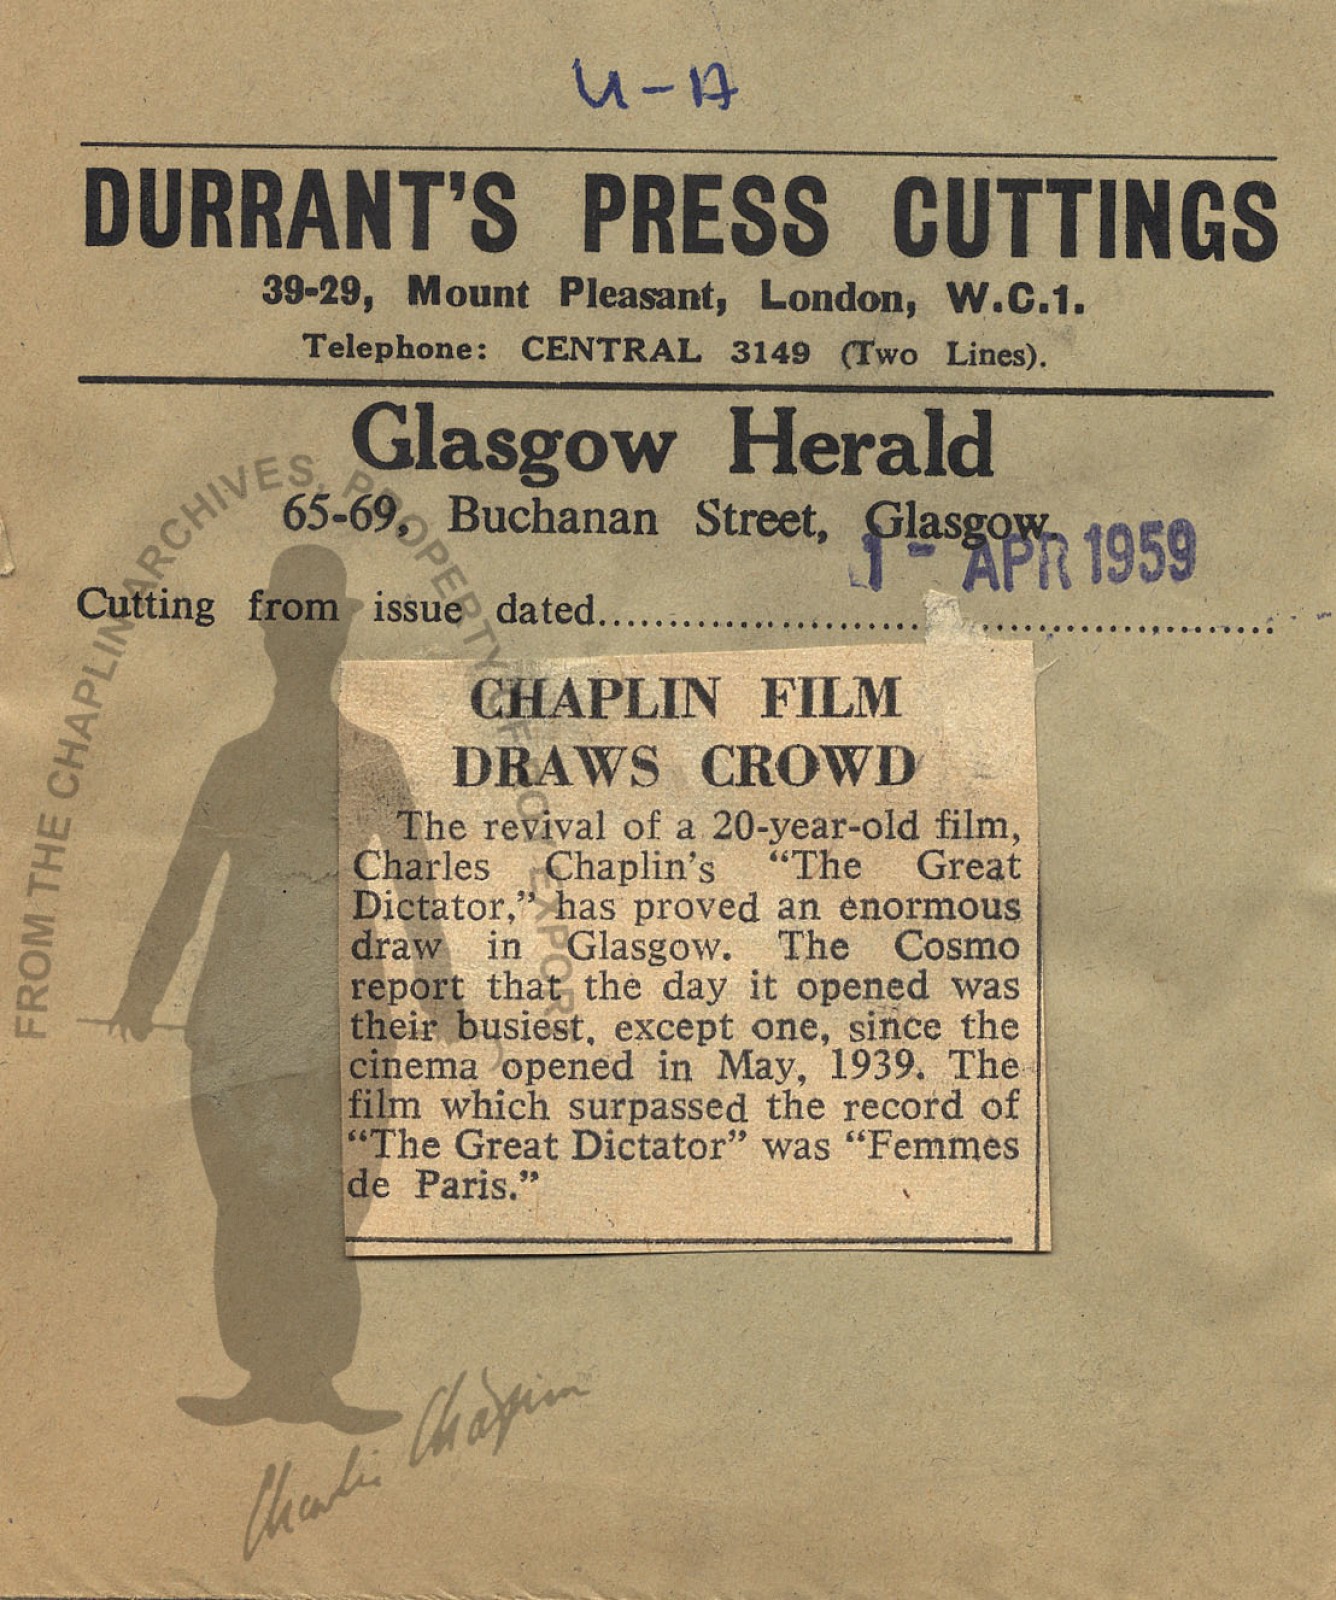 U-A
DURRANT'S PRESS CUTTINGS
39-29, Mount Pleasant, London, W.C.1.
Telephone: CENTRAL 3149 (Two Lines).
Glasgow Herald
65-69, Buchanan Street, Glasgow.
1 - APR 1959
Cutting from issue dated
CHAPLIN FILM
DRAWS CROWD
The revival of a 20-year-old film,
Charles Chaplin's "The Great
Dictator," has proved an enormous
draw in Glasgow. The Cosmo
report that the day it opened was
their busiest, except one, since the
cinema opened in May, 1939. The
film which surpassed the record of
"The Great Dictator" was "Femmes
de Paris."
FROM THE CHAPLIN ARCHIVES, PROPERTY OF ROY EXPORT
Charlie Chaplin